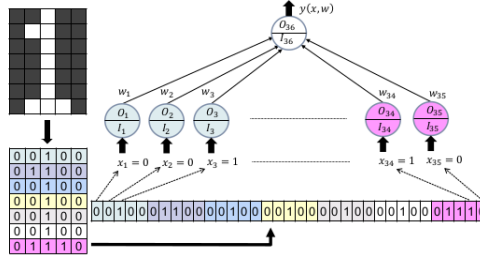 y(x,w)
O₃₆
I₃₆
w₁ w₂ w₃ w₃₄ w₃₅
O₁ O₂ O₃ O₃₄ O₃₅
I₁ I₂ I₃ I₃₄ I₃₅
x₁ = 0 x₂ = 0 x₃ = 1 x₃₄ = 1 x₃₅ = 0
0 0 1 0 0
0 1 1 0 0
0 0 1 0 0
0 0 1 0 0
0 0 1 0 0
0 0 1 0 0
0 1 1 1 0
0 0 1 0 0 0 1 1 0 0 0 0 1 0 0 0 0 1 0 0 0 0 1 0 0 0 0 1 0 0 0 1 1 1